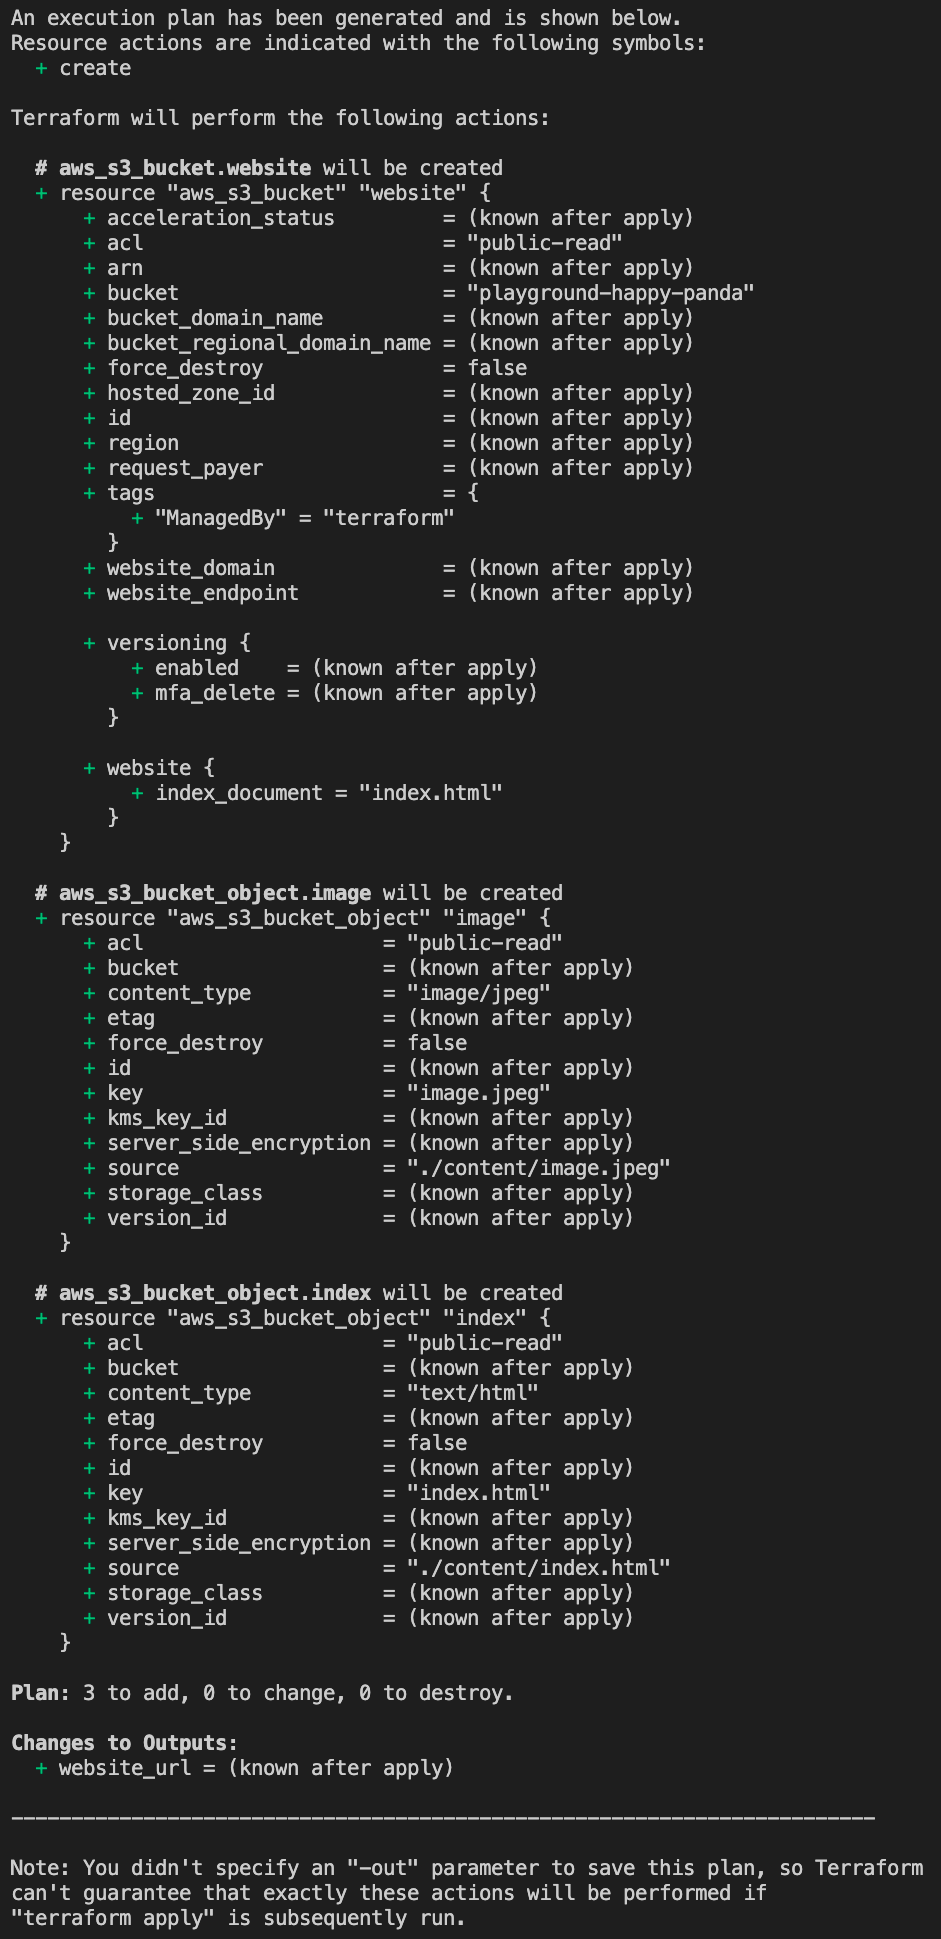 An execution plan has been generated and is shown below.
Resource actions are indicated with the following symbols:
  + create

Terraform will perform the following actions:

  # aws_s3_bucket.website will be created
  + resource "aws_s3_bucket" "website" {
      + acceleration_status         = (known after apply)
      + acl                         = "public-read"
      + arn                         = (known after apply)
      + bucket                      = "playground-happy-panda"
      + bucket_domain_name          = (known after apply)
      + bucket_regional_domain_name = (known after apply)
      + force_destroy               = false
      + hosted_zone_id              = (known after apply)
      + id                          = (known after apply)
      + region                      = (known after apply)
      + request_payer               = (known after apply)
      + tags                        = {
          + "ManagedBy" = "terraform"
        }
      + website_domain              = (known after apply)
      + website_endpoint            = (known after apply)

      + versioning {
          + enabled    = (known after apply)
          + mfa_delete = (known after apply)
        }

      + website {
          + index_document = "index.html"
        }
    }

  # aws_s3_bucket_object.image will be created
  + resource "aws_s3_bucket_object" "image" {
      + acl                    = "public-read"
      + bucket                 = (known after apply)
      + content_type           = "image/jpeg"
      + etag                   = (known after apply)
      + force_destroy          = false
      + id                     = (known after apply)
      + key                    = "image.jpeg"
      + kms_key_id             = (known after apply)
      + server_side_encryption = (known after apply)
      + source                 = "./content/image.jpeg"
      + storage_class          = (known after apply)
      + version_id             = (known after apply)
    }

  # aws_s3_bucket_object.index will be created
  + resource "aws_s3_bucket_object" "index" {
      + acl                    = "public-read"
      + bucket                 = (known after apply)
      + content_type           = "text/html"
      + etag                   = (known after apply)
      + force_destroy          = false
      + id                     = (known after apply)
      + key                    = "index.html"
      + kms_key_id             = (known after apply)
      + server_side_encryption = (known after apply)
      + source                 = "./content/index.html"
      + storage_class          = (known after apply)
      + version_id             = (known after apply)
    }

Plan: 3 to add, 0 to change, 0 to destroy.

Changes to Outputs:
  + website_url = (known after apply)

------------------------------------------------------------------------

Note: You didn't specify an "-out" parameter to save this plan, so Terraform
can't guarantee that exactly these actions will be performed if
"terraform apply" is subsequently run.